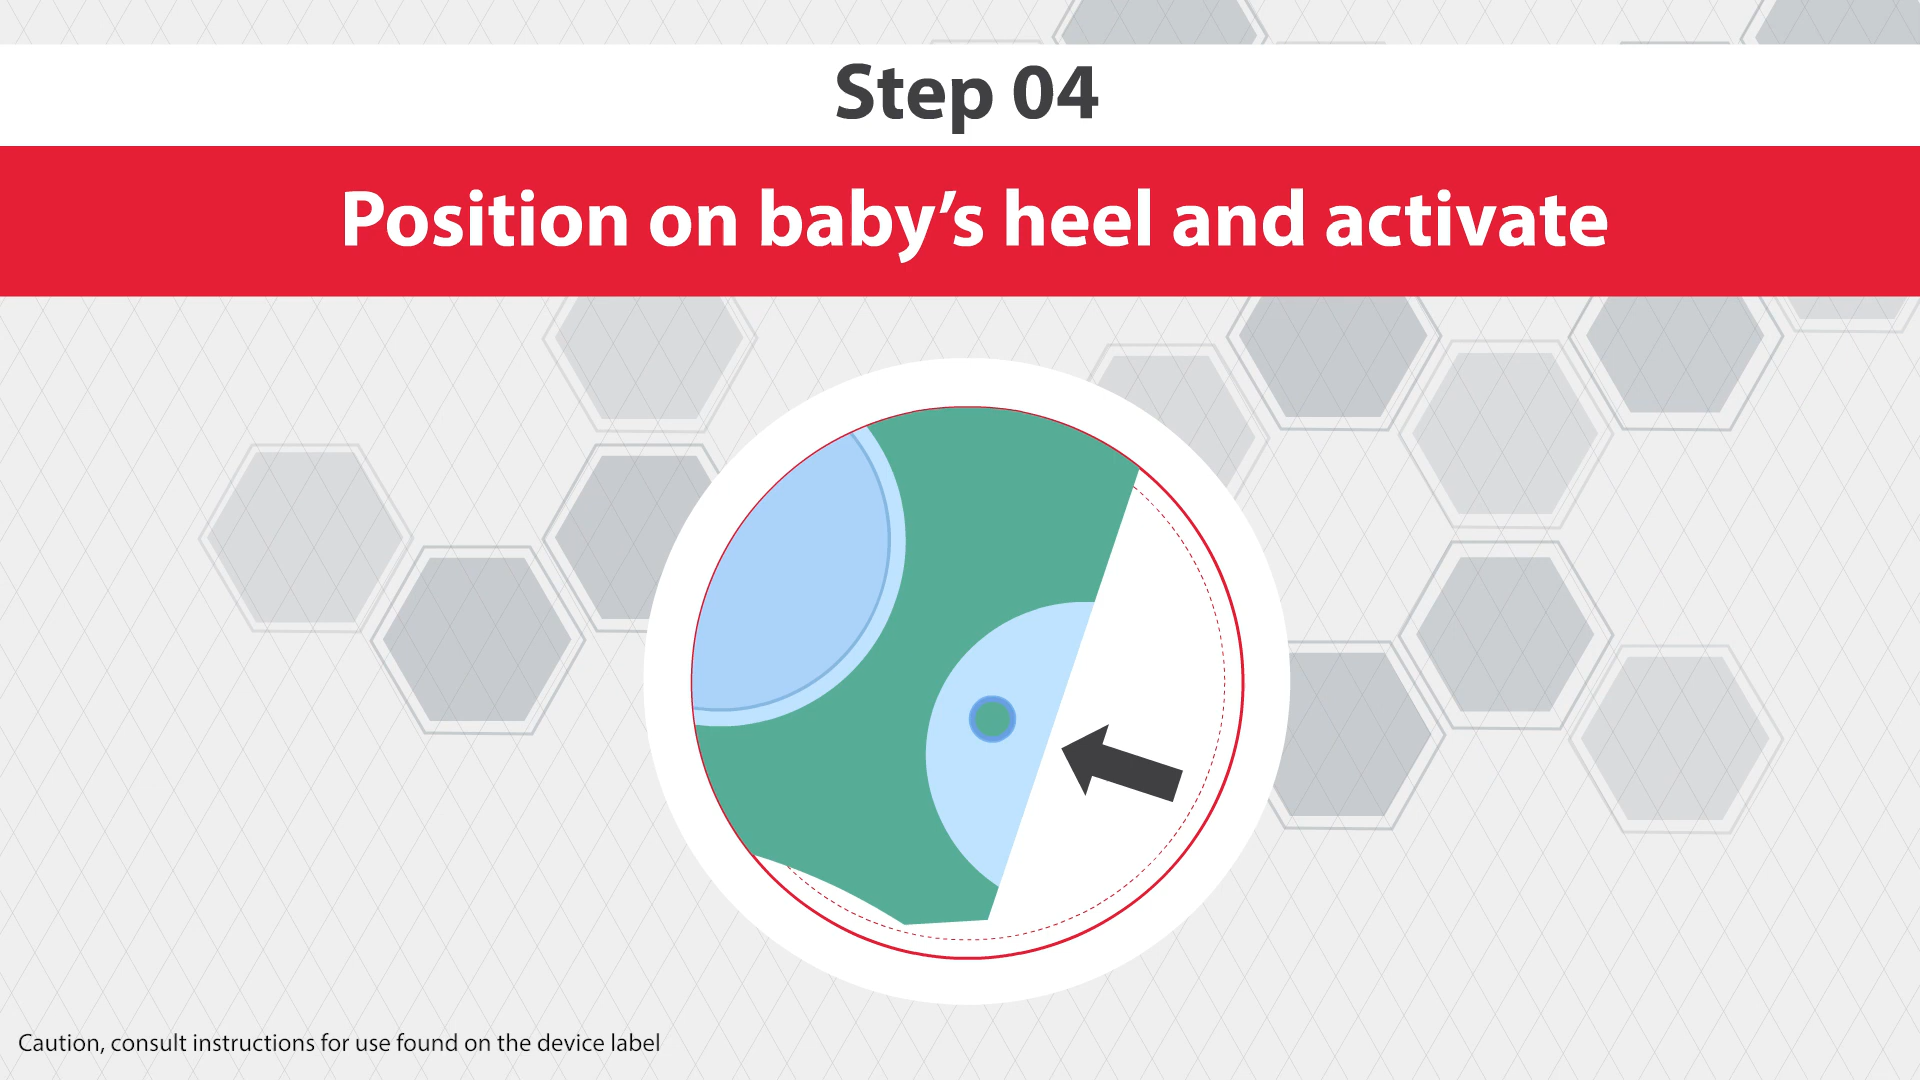 Step 04
Position on baby’s heel and activate
Caution, consult instructions for use found on the device label